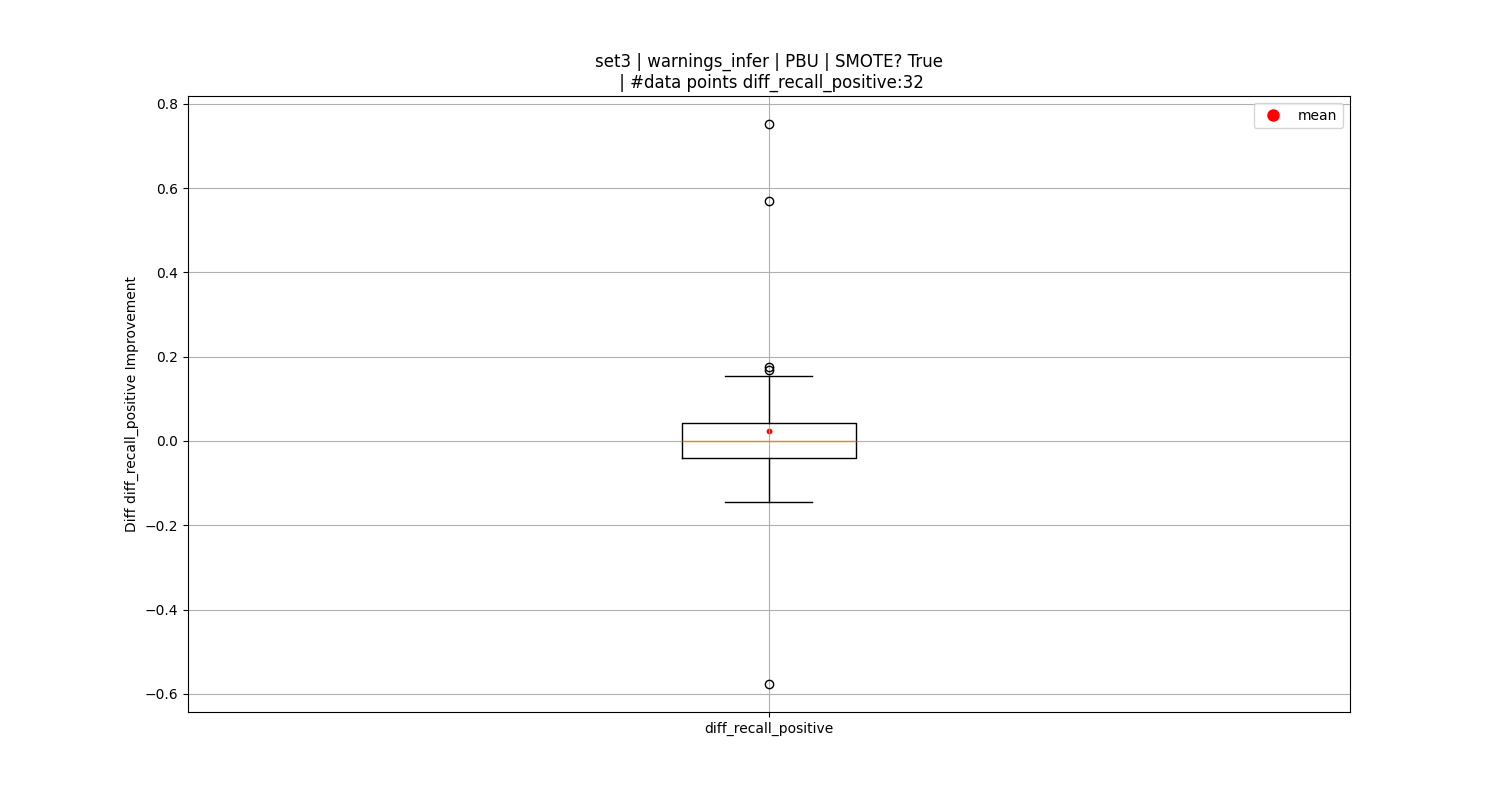 set3 | warnings_infer | PBU | SMOTE? True
| #data points diff_recall_positive:32
mean
0.8
0.6
0.4
0.2
0.0
−0.2
−0.4
−0.6
Diff diff_recall_positive Improvement
diff_recall_positive